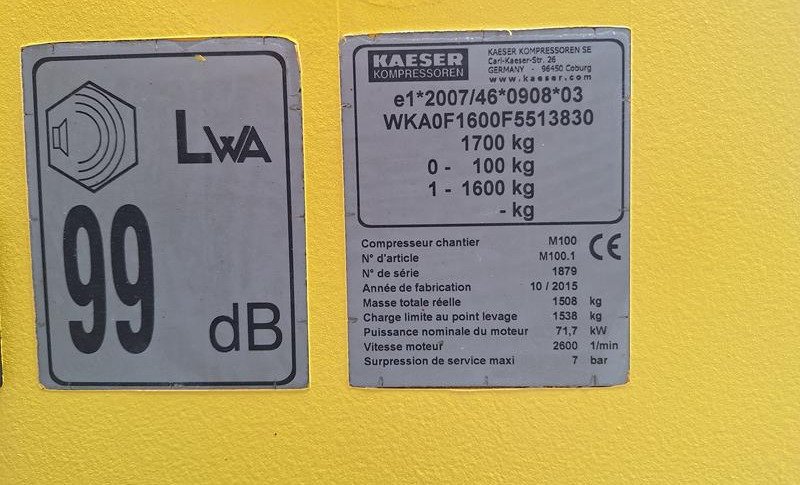 LWA
99
dB
KAESER
KOMPRESSOREN
KAESER KOMPRESSOREN SE
Carl-Kaeser-Str. 26
GERMANY - 96450 Coburg
www.kaeser.com
e1*2007/46*0908*03
WKA0F1600F5513830
1700 kg
0 - 100 kg
1 - 1600 kg
- kg
Compresseur chantier M100
N° d'article M100.1
N° de série 1879
Année de fabrication 10 / 2015
Masse totale réelle 1508 kg
Charge limite au point levage 1538 kg
Puissance nominale du moteur 71,7 kW
Vitesse moteur 2600 1/min
Surpression de service maxi 7 bar
CE